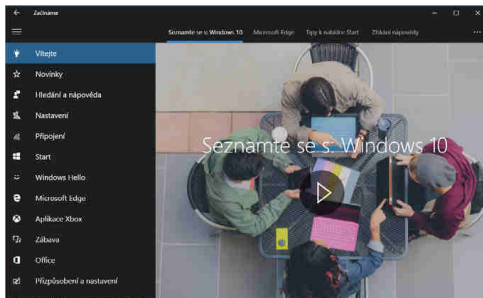 Začínáme
Seznamte se s: Windows 10 Microsoft Edge Tipy k nabídce Start Získání nápovědy
Vítejte
Novinky
Hledání a nápověda
Nastavení
Připojení
Start
Windows Hello
Microsoft Edge
Aplikace Xbox
Zábava
Office
Přizpůsobení a nastavení
Seznamte se s: Windows 10